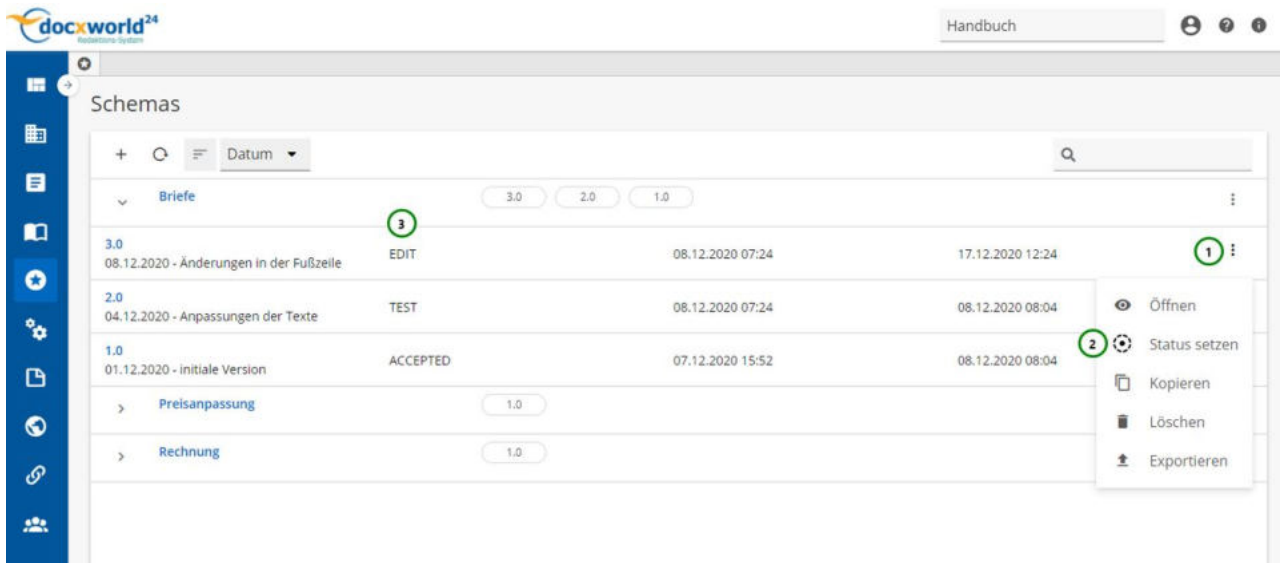 docxworld24
Redaktions-System
Handbuch
Schemas
Datum
Briefe 3.0 2.0 1.0
3
3.0
08.12.2020 - Änderungen in der Fußzeile EDIT 08.12.2020 07:24 17.12.2020 12:24 1
2.0
04.12.2020 - Anpassungen der Texte TEST 08.12.2020 07:24 08.12.2020 08:04
1.0
01.12.2020 - initiale Version ACCEPTED 07.12.2020 15:52 08.12.2020 08:04
Preisanpassung 1.0
Rechnung 1.0
Öffnen
2 Status setzen
Kopieren
Löschen
Exportieren